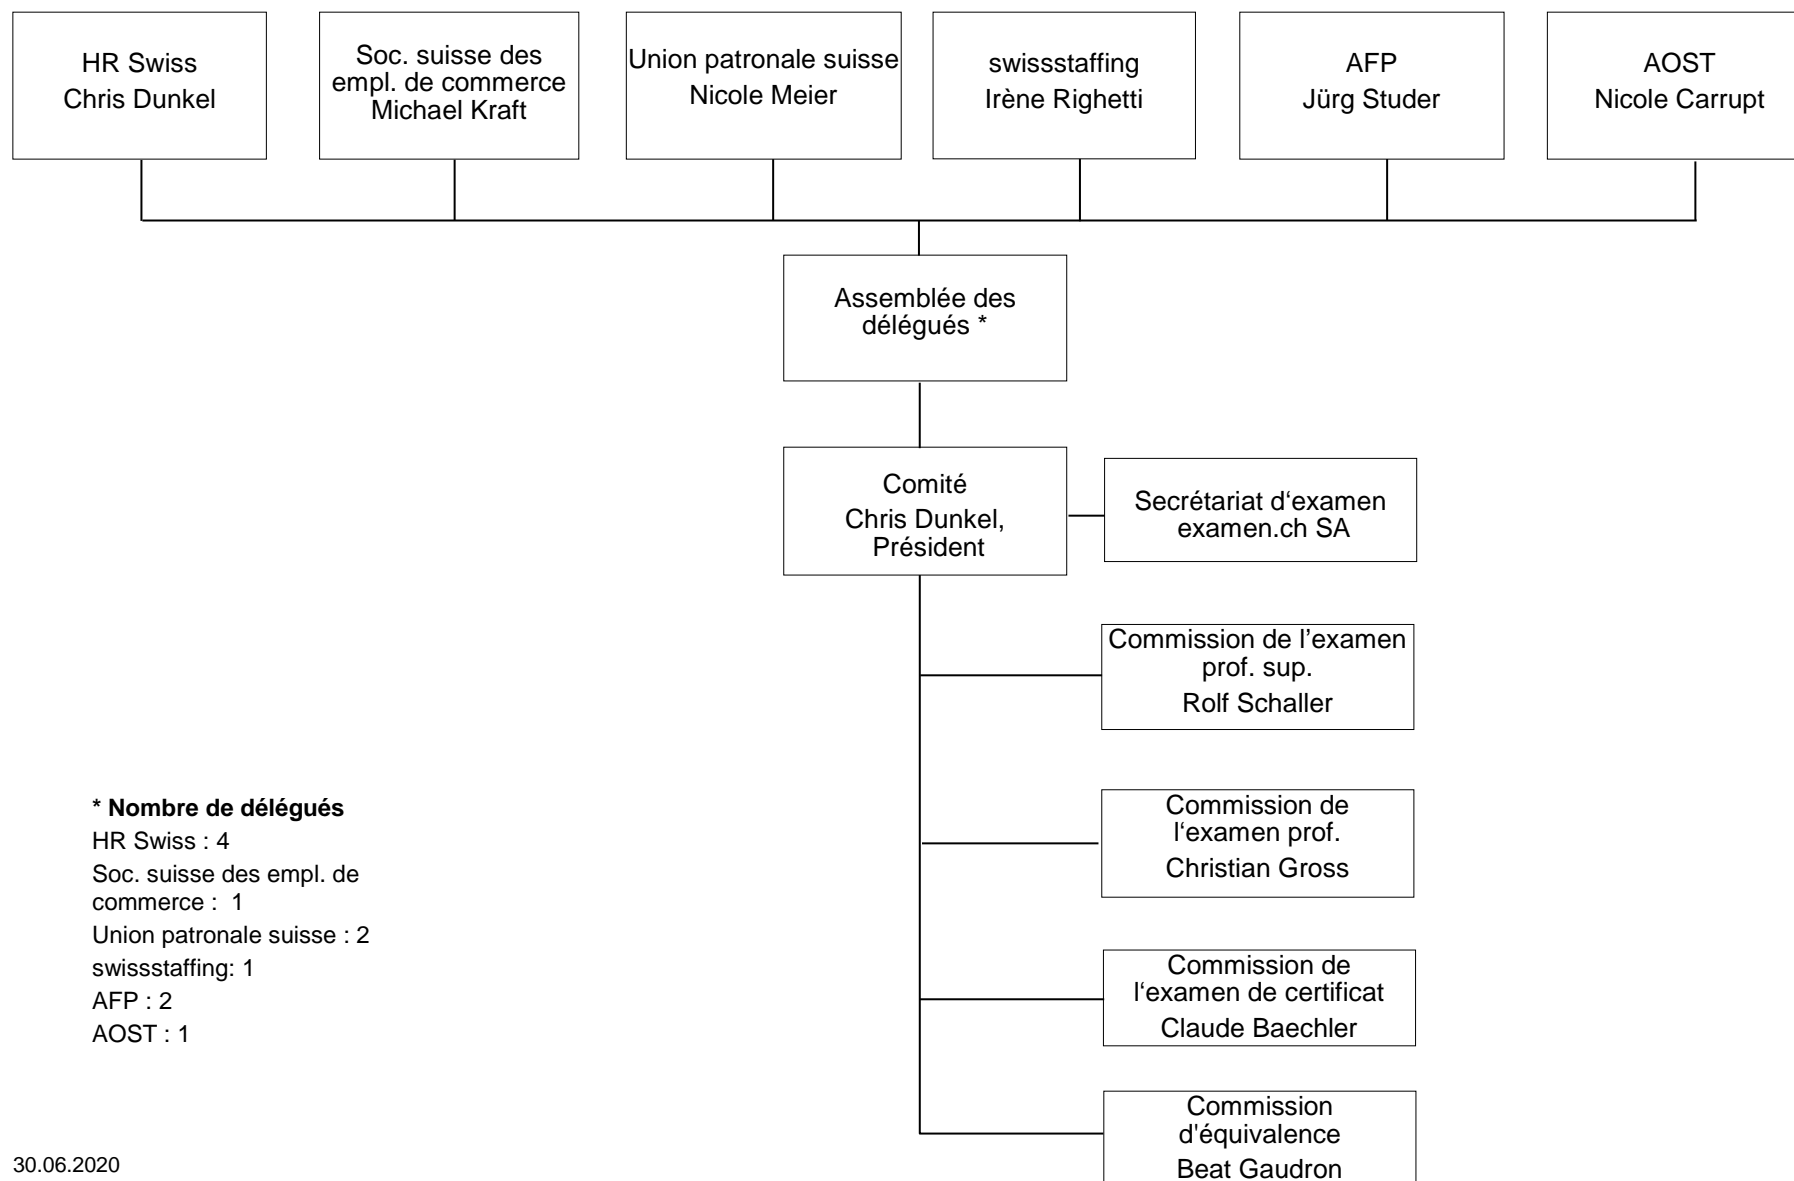 HR Swiss
Chris Dunkel
Soc. suisse des
empl. de commerce
Michael Kraft
Union patronale suisse
Nicole Meier
swissstaffing
Irène Righetti
AFP
Jürg Studer
AOST
Nicole Carrupt
Assemblée des
délégués *
Comité
Chris Dunkel,
Président
Secrétariat d‘examen
examen.ch SA
Commission de l’examen
prof. sup.
Rolf Schaller
Commission de
l‘examen prof.
Christian Gross
Commission de
l‘examen de certificat
Claude Baechler
Commission
d'équivalence
Beat Gaudron
* Nombre de délégués
HR Swiss : 4
Soc. suisse des empl. de
commerce :  1
Union patronale suisse : 2
swissstaffing: 1
AFP : 2
AOST : 1
30.06.2020